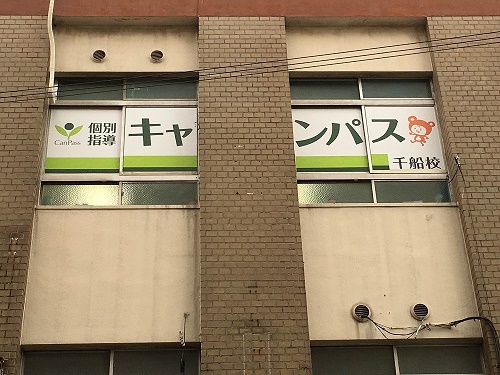 CanPass
個別
指導
キャンパス
千船校